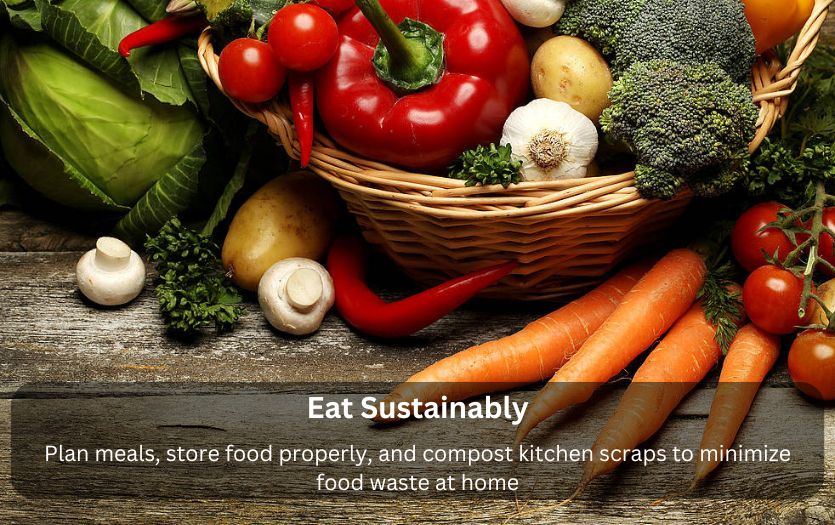 Eat Sustainably
Plan meals, store food properly, and compost kitchen scraps to minimize
food waste at home